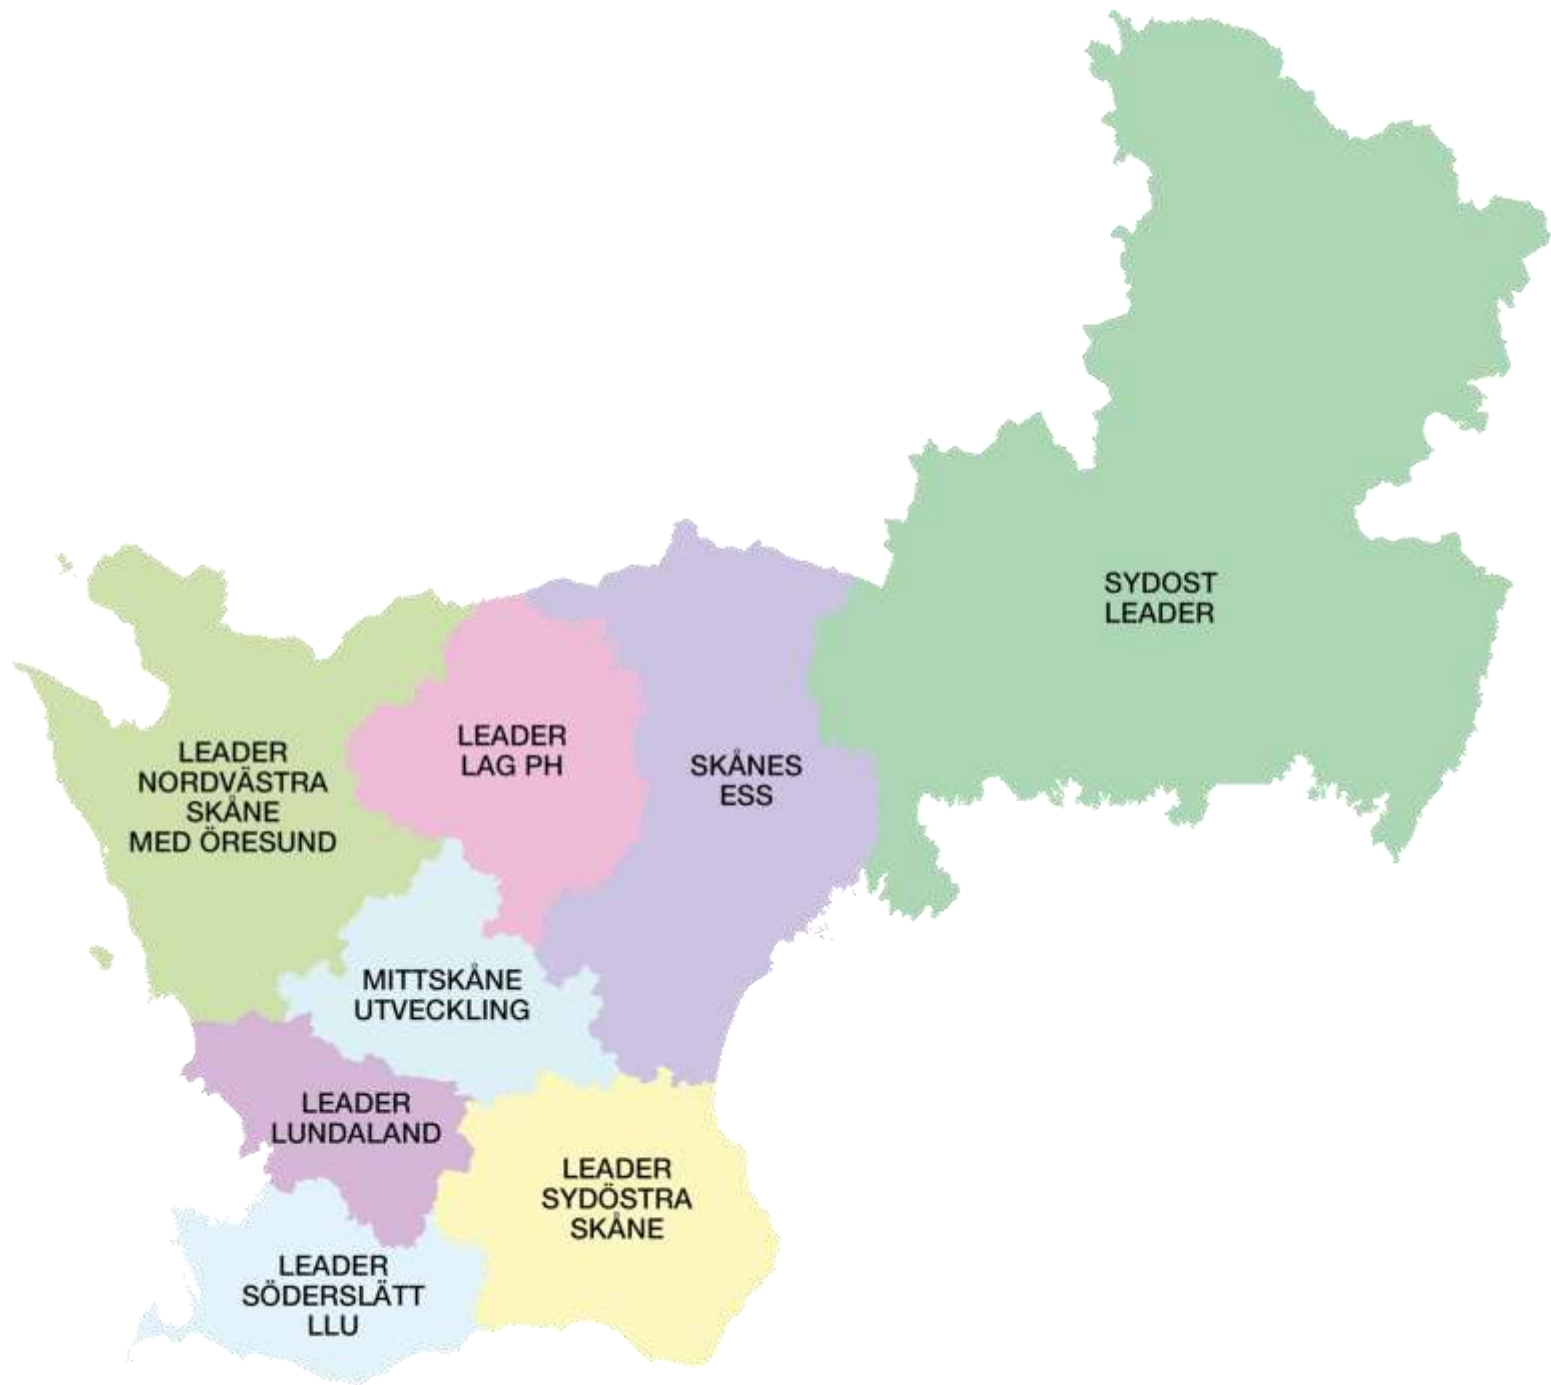 SYDOST
LEADER
LEADER
LAG PH
LEADER
NORDVÄSTRA
SKÅNE
MED ÖRESUND
SKÅNES
ESS
MITTSKÅNE
UTVECKLING
LEADER
LUNDALAND
LEADER
SYDÖSTRA
SKÅNE
LEADER
SÖDERSLÄTT
LLU